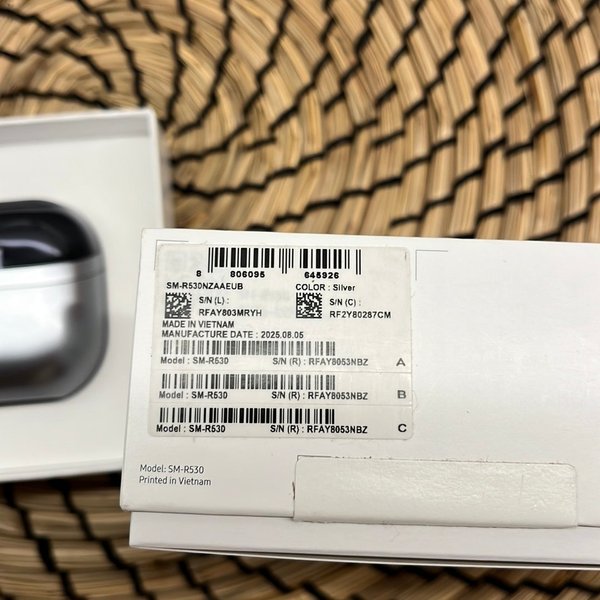 8 806095 645926
SM-R530NZAAEUB COLOR : Silver
S/N (L) : S/N (C) :
RFAY803MRYH RF2Y80287CM
MADE IN VIETNAM
MANUFACTURE DATE : 2025.08.05
Model : SM-R530 S/N (R) : RFAY8053NBZ A
Model : SM-R530 S/N (R) : RFAY8053NBZ B
Model : SM-R530 S/N (R) : RFAY8053NBZ C
Model: SM-R530
Printed in Vietnam